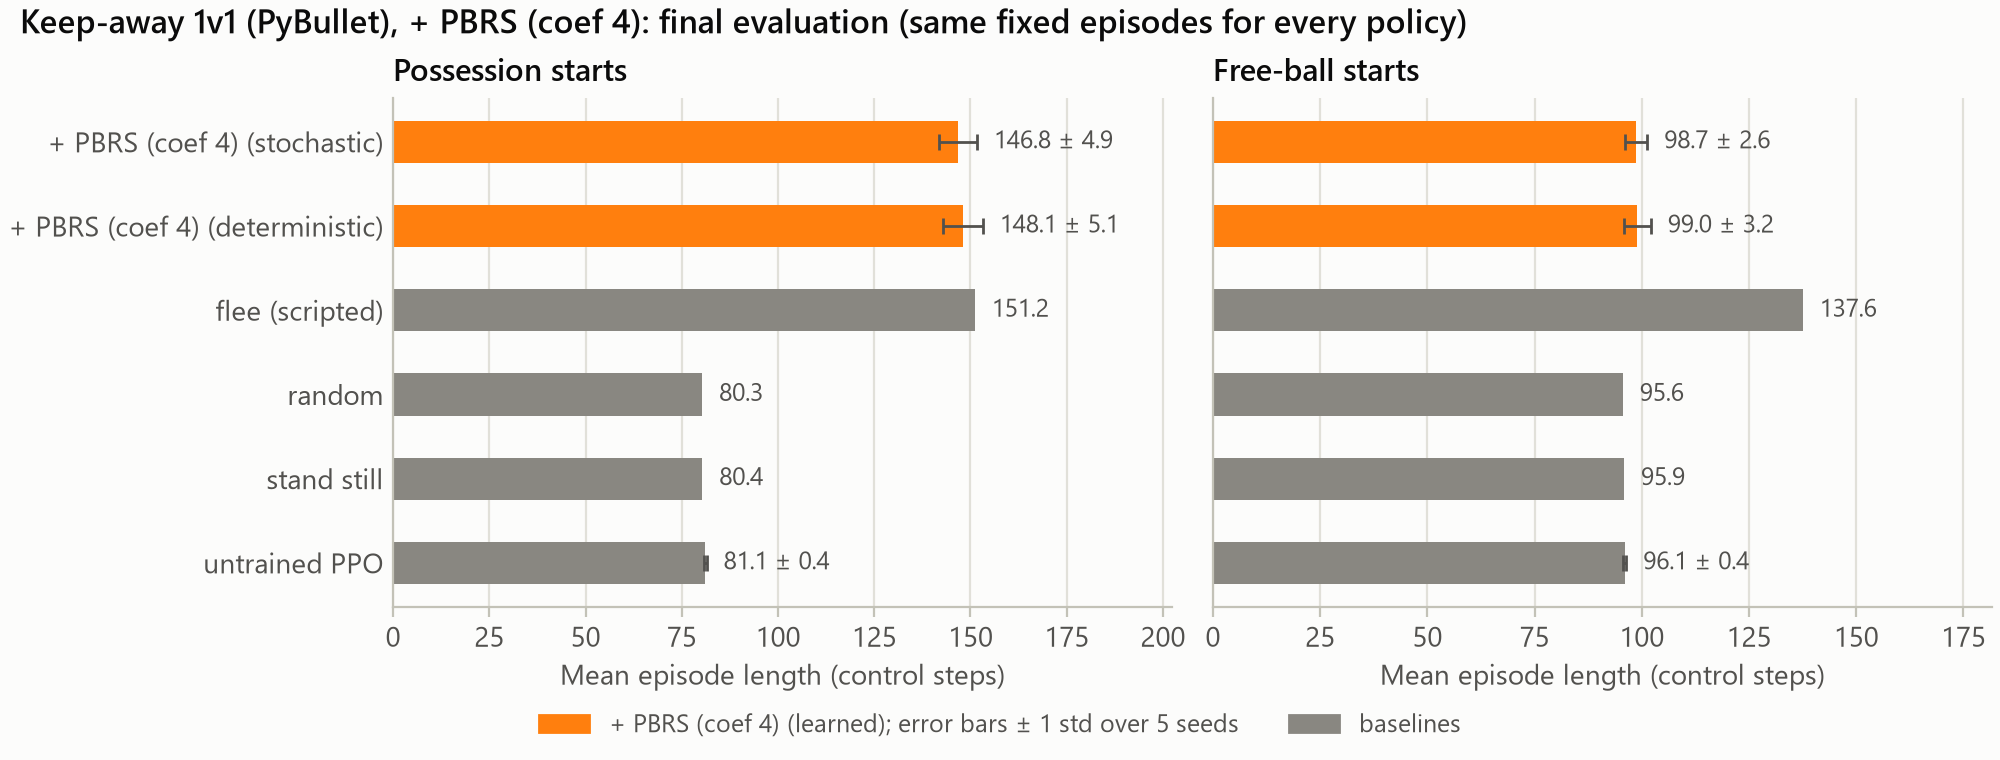 Keep-away 1v1 (PyBullet), + PBRS (coef 4): final evaluation (same fixed episodes for every policy)
Possession starts
+ PBRS (coef 4) (stochastic) 146.8 ± 4.9
+ PBRS (coef 4) (deterministic) 148.1 ± 5.1
flee (scripted) 151.2
random 80.3
stand still 80.4
untrained PPO 81.1 ± 0.4
0 25 50 75 100 125 150 175 200
Mean episode length (control steps)
Free-ball starts
98.7 ± 2.6
99.0 ± 3.2
137.6
95.6
95.9
96.1 ± 0.4
0 25 50 75 100 125 150 175
Mean episode length (control steps)
+ PBRS (coef 4) (learned); error bars ± 1 std over 5 seeds
baselines